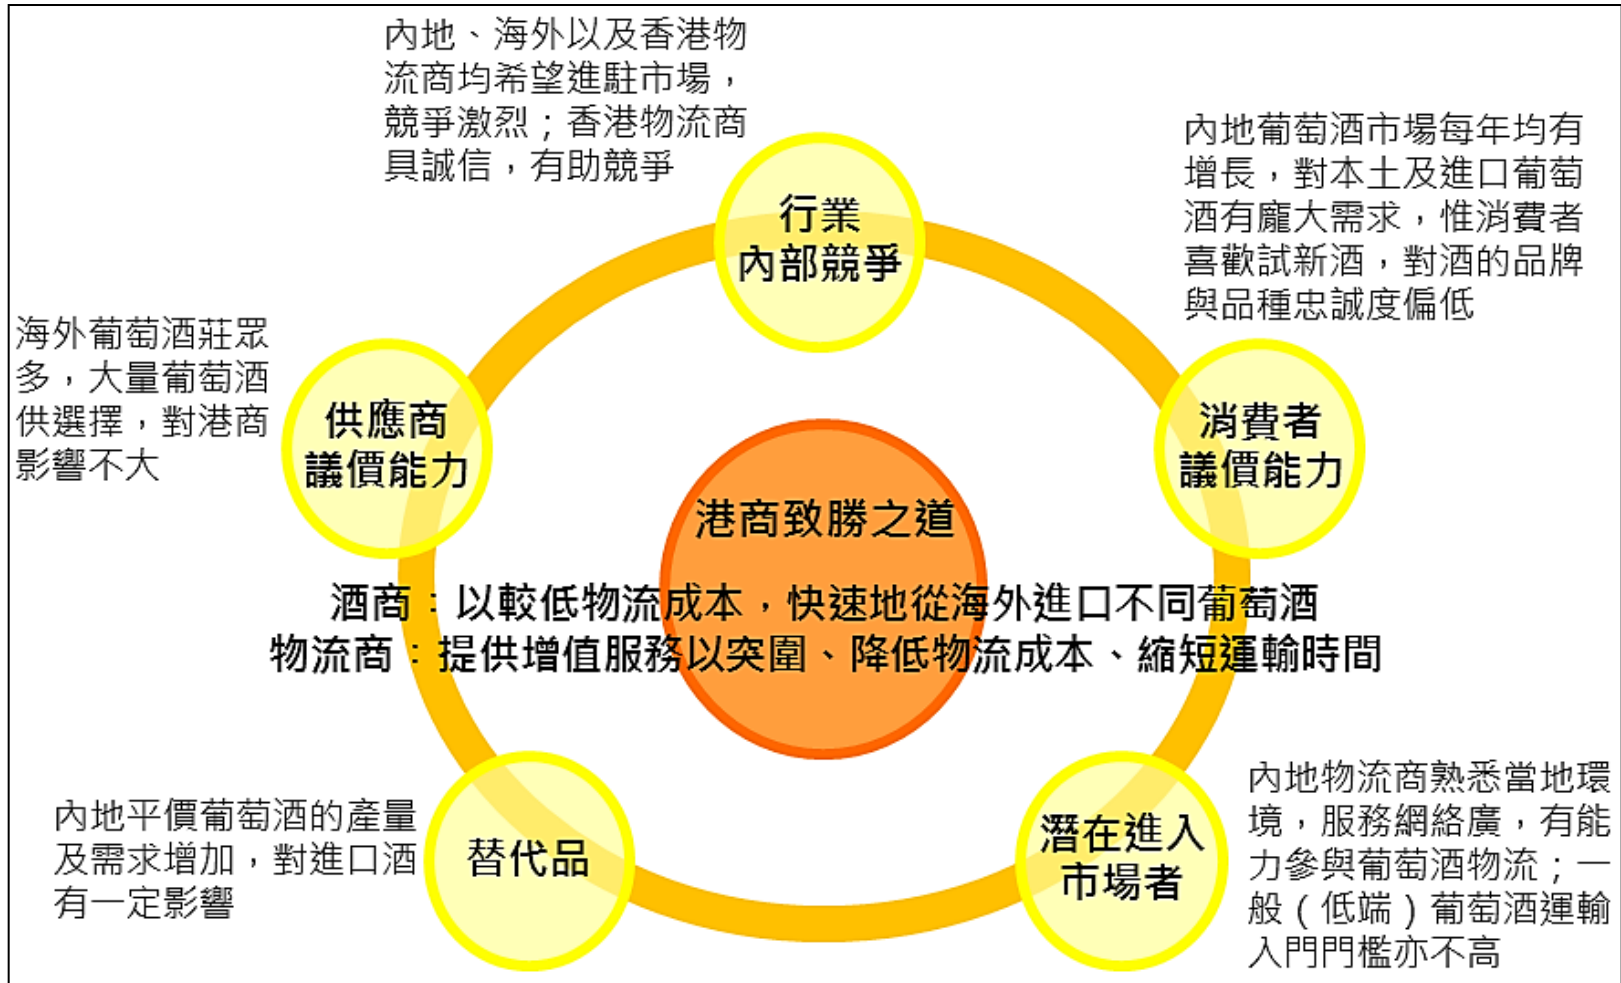 內地、海外以及香港物
流商均希望進駐市場，
競爭激烈；香港物流商
具誠信，有助競爭
行業
內部競爭
內地葡萄酒市場每年均有
增長，對本土及進口葡萄
酒有龐大需求，惟消費者
喜歡試新酒，對酒的品牌
與品種忠誠度偏低
海外葡萄酒莊眾
多，大量葡萄酒
供選擇，對港商
影響不大
供應商
議價能力
消費者
議價能力
港商致勝之道
酒商：以較低物流成本，快速地從海外進口不同葡萄酒
物流商：提供增值服務以突圍、降低物流成本、縮短運輸時間
內地平價葡萄酒的產量
及需求增加，對進口酒
有一定影響
替代品
潛在進入
市場者
內地物流商熟悉當地環
境，服務網絡廣，有能
力參與葡萄酒物流；一
般（低端）葡萄酒運輸
入門門檻亦不高